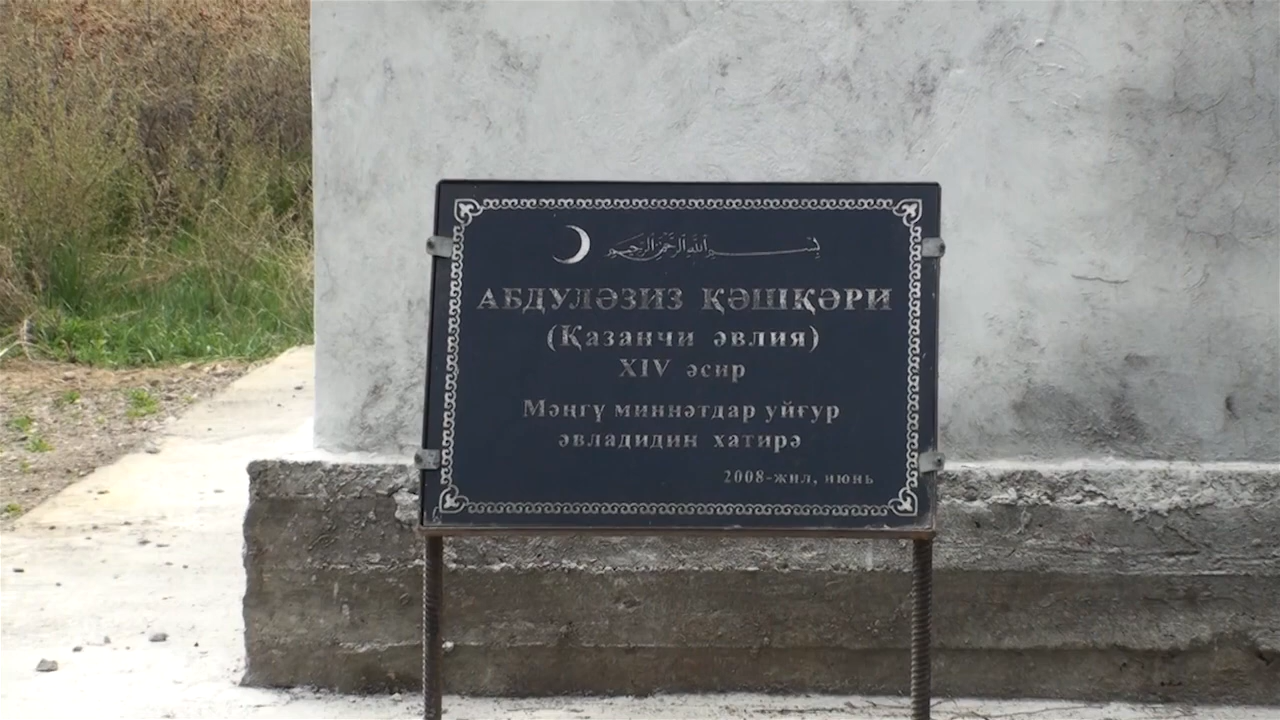 بسم الله الرحمن الرحيم
АБДУЛӘЗИЗ ҚӘШҚӘРИ
(Қазанчи әвлия)
XIV әсир
Мәңгү миннәтдар уйғур
әвладидин хатирә
2008-жил, июнь